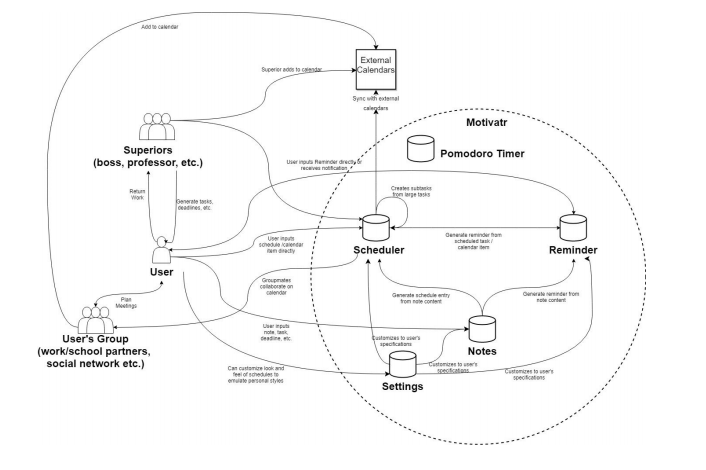 Add to calendar
External
Calendars
Superior adds to calendar
Sync with external
calendars
Motivatr
Pomodoro Timer
Superiors
(boss, professor, etc.)
User inputs Reminder directly or
receives notification
Creates subtasks
from large tasks
Return
Work
Generate tasks,
deadlines, etc.
User inputs
schedule /calendar
item directly
Generate reminder from
scheduled task /
calendar item
Scheduler
Reminder
User
Groupmates
collaborate on
calendar
Plan
Meetings
Generate schedule entry
from note content
Generate reminder from
note content
User inputs
note, task,
deadline, etc.
User's Group
(work/school partners,
social network etc.)
Customizes to user's
specifications
Notes
Can customize look and
feel of schedules to
emulate personal styles
Customizes to user's
specifications
Customizes to user's
specifications
Settings